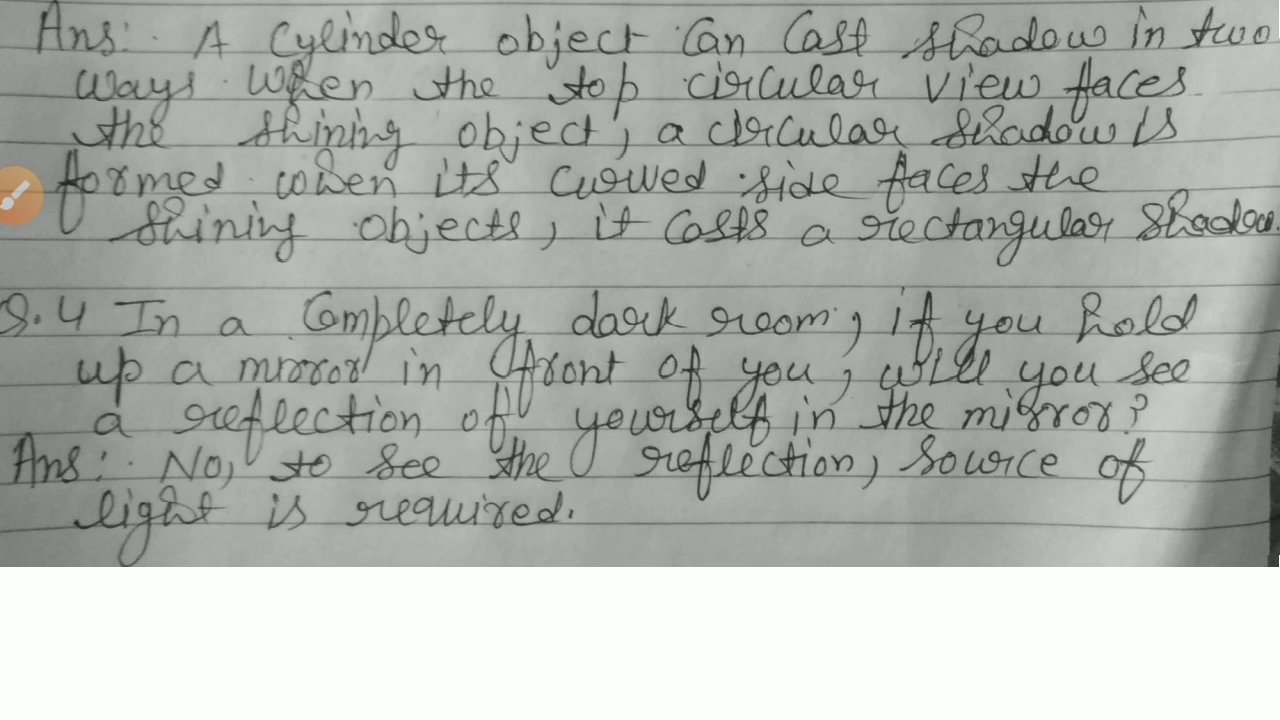 Ans: A Cylinder object Can Cast shadow in two
ways. When the top circular view faces
the shining object, a circular shadow is
formed. when its curved side faces the
shining objects, it casts a rectangular shadow.
Q.4 In a Completely dark room, if you hold
up a mirror in front of you, will you see
a reflection of yourself in the mirror?
Ans: No, to see the reflection, source of
light is required.